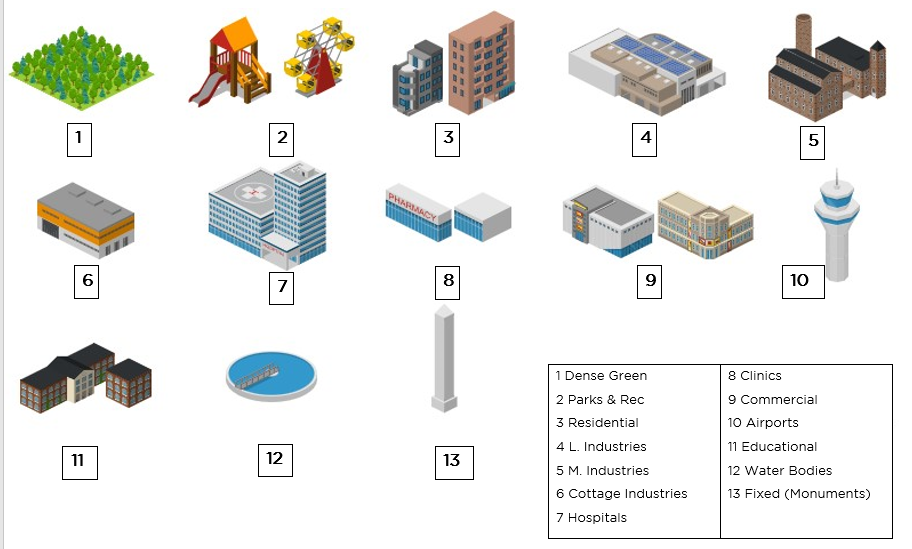 1
2
3
4
5
PHARMACY
6
7
8
9
10
11
12
13
1 Dense Green
2 Parks & Rec
3 Residential
4 L. Industries
5 M. Industries
6 Cottage Industries
7 Hospitals
8 Clinics
9 Commercial
10 Airports
11 Educational
12 Water Bodies
13 Fixed (Monuments)